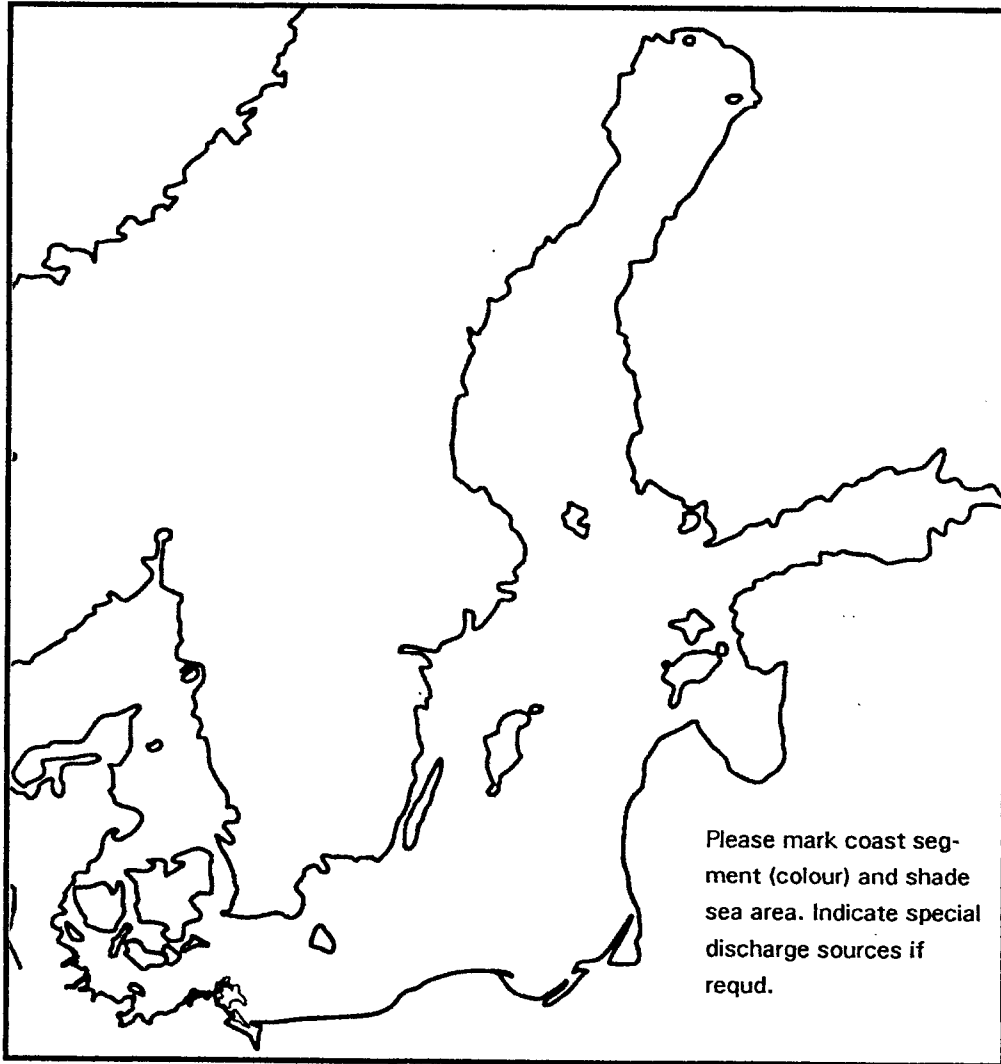 Please mark coast seg-
ment (colour) and shade
sea area. Indicate special
discharge sources if
requd.